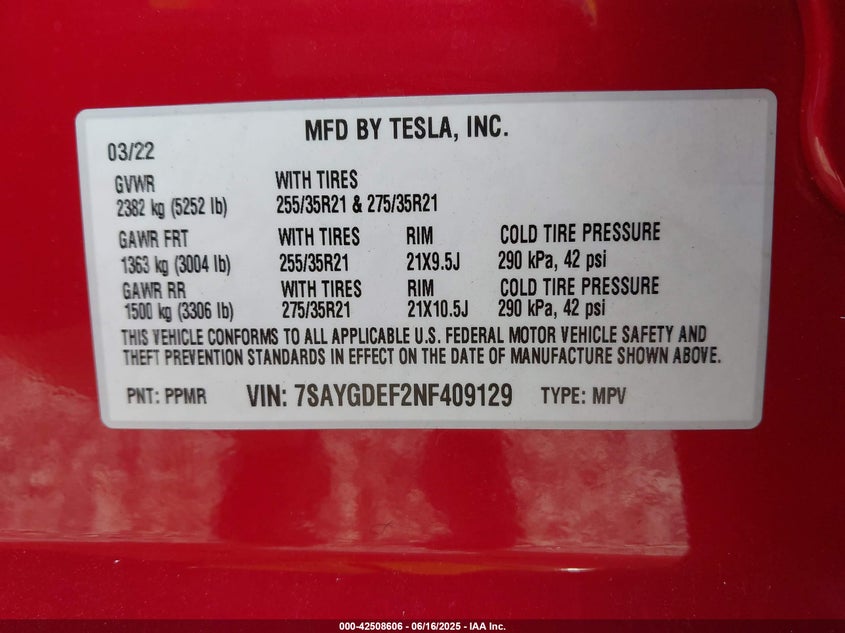 MFD BY TESLA, INC.
03/22
GVWR WITH TIRES
2382 kg (5252 lb) 255/35R21 & 275/35R21
GAWR FRT WITH TIRES RIM COLD TIRE PRESSURE
1363 kg (3004 lb) 255/35R21 21X9.5J 290 kPa, 42 psi
GAWR RR WITH TIRES RIM COLD TIRE PRESSURE
1500 kg (3306 lb) 275/35R21 21X10.5J 290 kPa, 42 psi
THIS VEHICLE CONFORMS TO ALL APPLICABLE U.S. FEDERAL MOTOR VEHICLE SAFETY AND
THEFT PREVENTION STANDARDS IN EFFECT ON THE DATE OF MANUFACTURE SHOWN ABOVE.
PNT: PPMR VIN: 7SAYGDEF2NF409129 TYPE: MPV
000-42508606 - 06/16/2025 - IAA Inc.